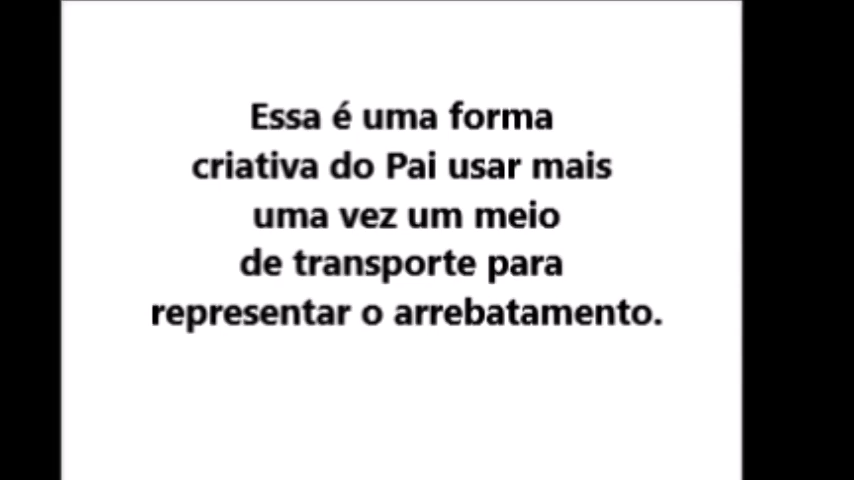 Essa é uma forma
criativa do Pai usar mais
uma vez um meio
de transporte para
representar o arrebatamento.